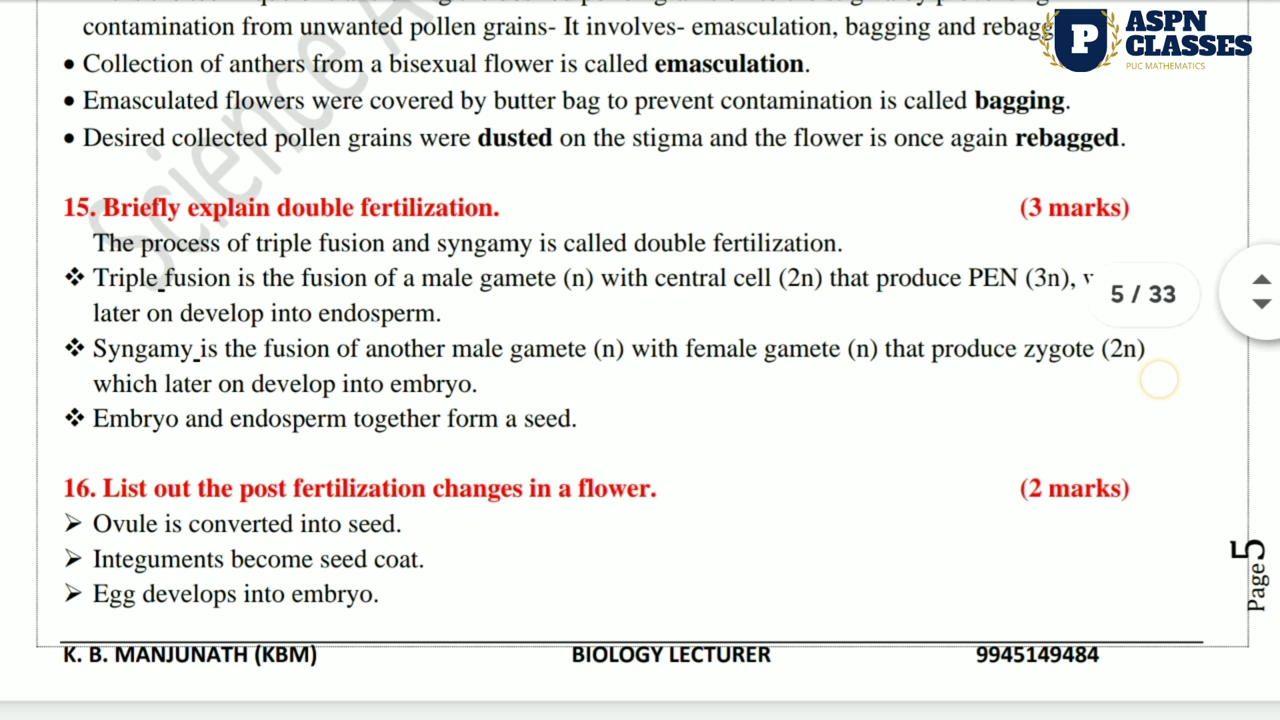 contamination from unwanted pollen grains- It involves- emasculation, bagging and rebagg
P ASPN CLASSES
PUC MATHEMATICS
• Collection of anthers from a bisexual flower is called emasculation.
• Emasculated flowers were covered by butter bag to prevent contamination is called bagging.
• Desired collected pollen grains were dusted on the stigma and the flower is once again rebagged.
Science A
15. Briefly explain double fertilization. (3 marks)
The process of triple fusion and syngamy is called double fertilization.
❖ Triple fusion is the fusion of a male gamete (n) with central cell (2n) that produce PEN (3n),
5 / 33
later on develop into endosperm.
❖ Syngamy is the fusion of another male gamete (n) with female gamete (n) that produce zygote (2n)
which later on develop into embryo.
❖ Embryo and endosperm together form a seed.
16. List out the post fertilization changes in a flower. (2 marks)
➢ Ovule is converted into seed.
➢ Integuments become seed coat.
➢ Egg develops into embryo.
Page 5
K. B. MANJUNATH (KBM) BIOLOGY LECTURER 9945149484